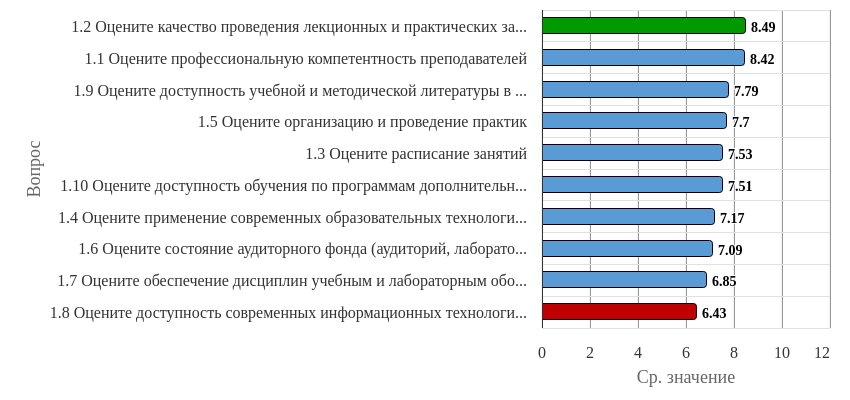 1.2 Оцените качество проведения лекционных и практических за... 8.49
1.1 Оцените профессиональную компетентность преподавателей 8.42
1.9 Оцените доступность учебной и методической литературы в ... 7.79
1.5 Оцените организацию и проведение практик 7.7
1.3 Оцените расписание занятий 7.53
1.10 Оцените доступность обучения по программам дополнительн... 7.51
1.4 Оцените применение современных образовательных технологи... 7.17
1.6 Оцените состояние аудиторного фонда (аудиторий, лаборато... 7.09
1.7 Оцените обеспечение дисциплин учебным и лабораторным обо... 6.85
1.8 Оцените доступность современных информационных технологи... 6.43
Вопрос
0 2 4 6 8 10 12
Ср. значение